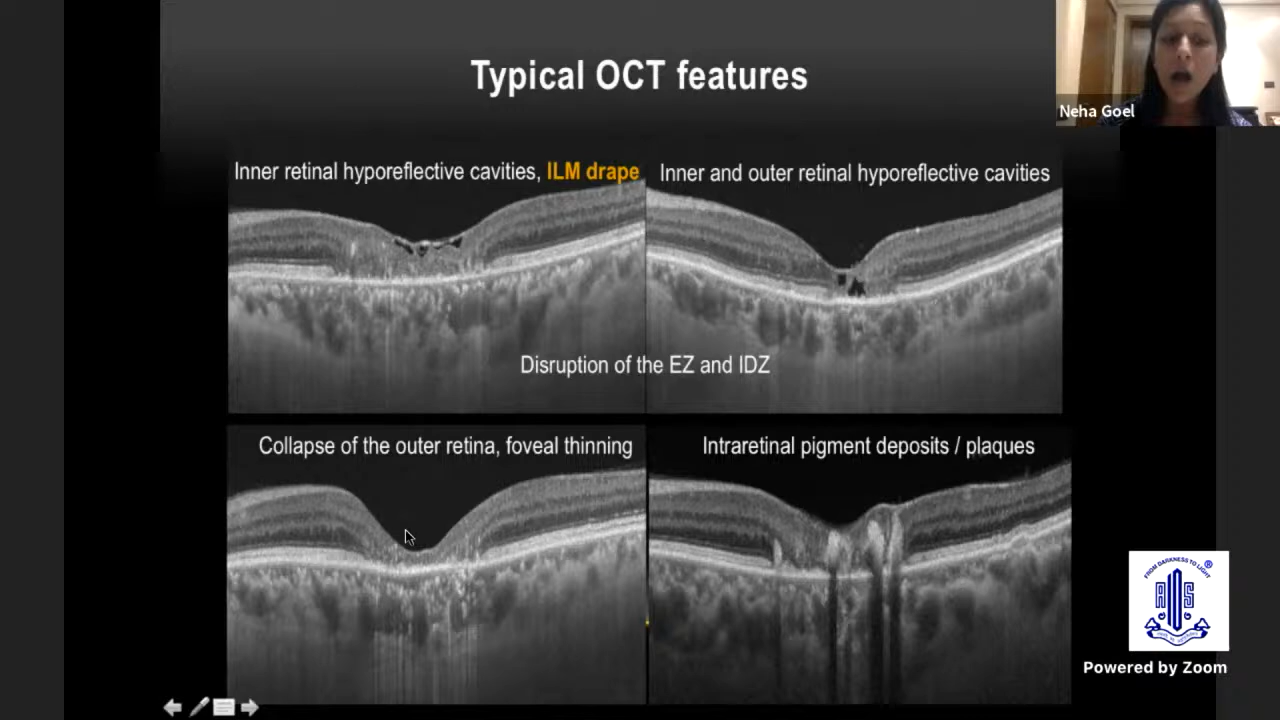 Typical OCT features
Neha Goel
Inner retinal hyporeflective cavities, ILM drape
Inner and outer retinal hyporeflective cavities
Disruption of the EZ and IDZ
Collapse of the outer retina, foveal thinning
Intraretinal pigment deposits / plaques
FROM DARKNESS TO LIGHT
AIOS
Powered by Zoom